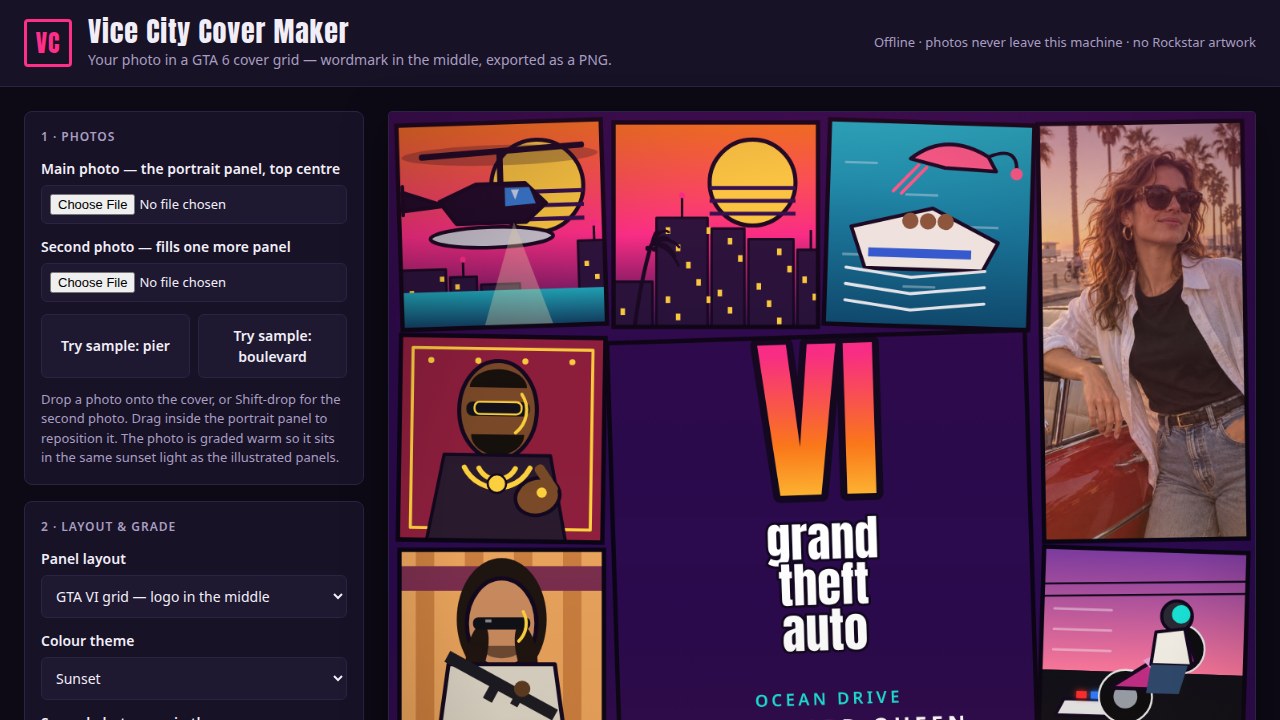 VC
Vice City Cover Maker
Your photo in a GTA 6 cover grid — wordmark in the middle, exported as a PNG.
Offline · photos never leave this machine · no Rockstar artwork
1 · PHOTOS
Main photo — the portrait panel, top centre
Choose File No file chosen
Second photo — fills one more panel
Choose File No file chosen
Try sample: pier
Try sample:
boulevard
Drop a photo onto the cover, or Shift-drop for the
second photo. Drag inside the portrait panel to
reposition it. The photo is graded warm so it sits
in the same sunset light as the illustrated panels.
2 · LAYOUT & GRADE
Panel layout
GTA VI grid — logo in the middle
Colour theme
Sunset
VI
grand
theft
auto
OCEAN DRIVE
QUEEN